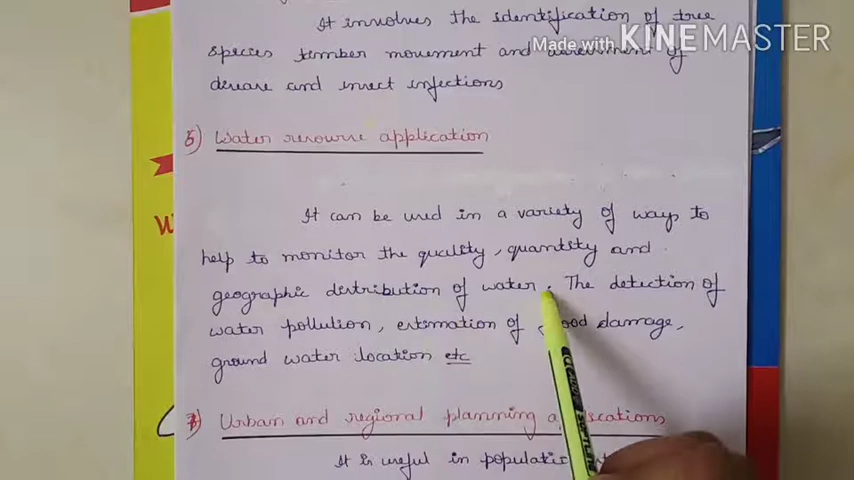 It involves the identification of tree
species timber movement and assessment of
Made with KINEMASTER
disease and insect infections
6) Water resource application
It can be used in a variety of ways to
help to monitor the quality, quantity and
geographic distribution of water. The detection of
water pollution, estimation of flood damage,
ground water location etc
7) Urban and regional planning
It is useful in